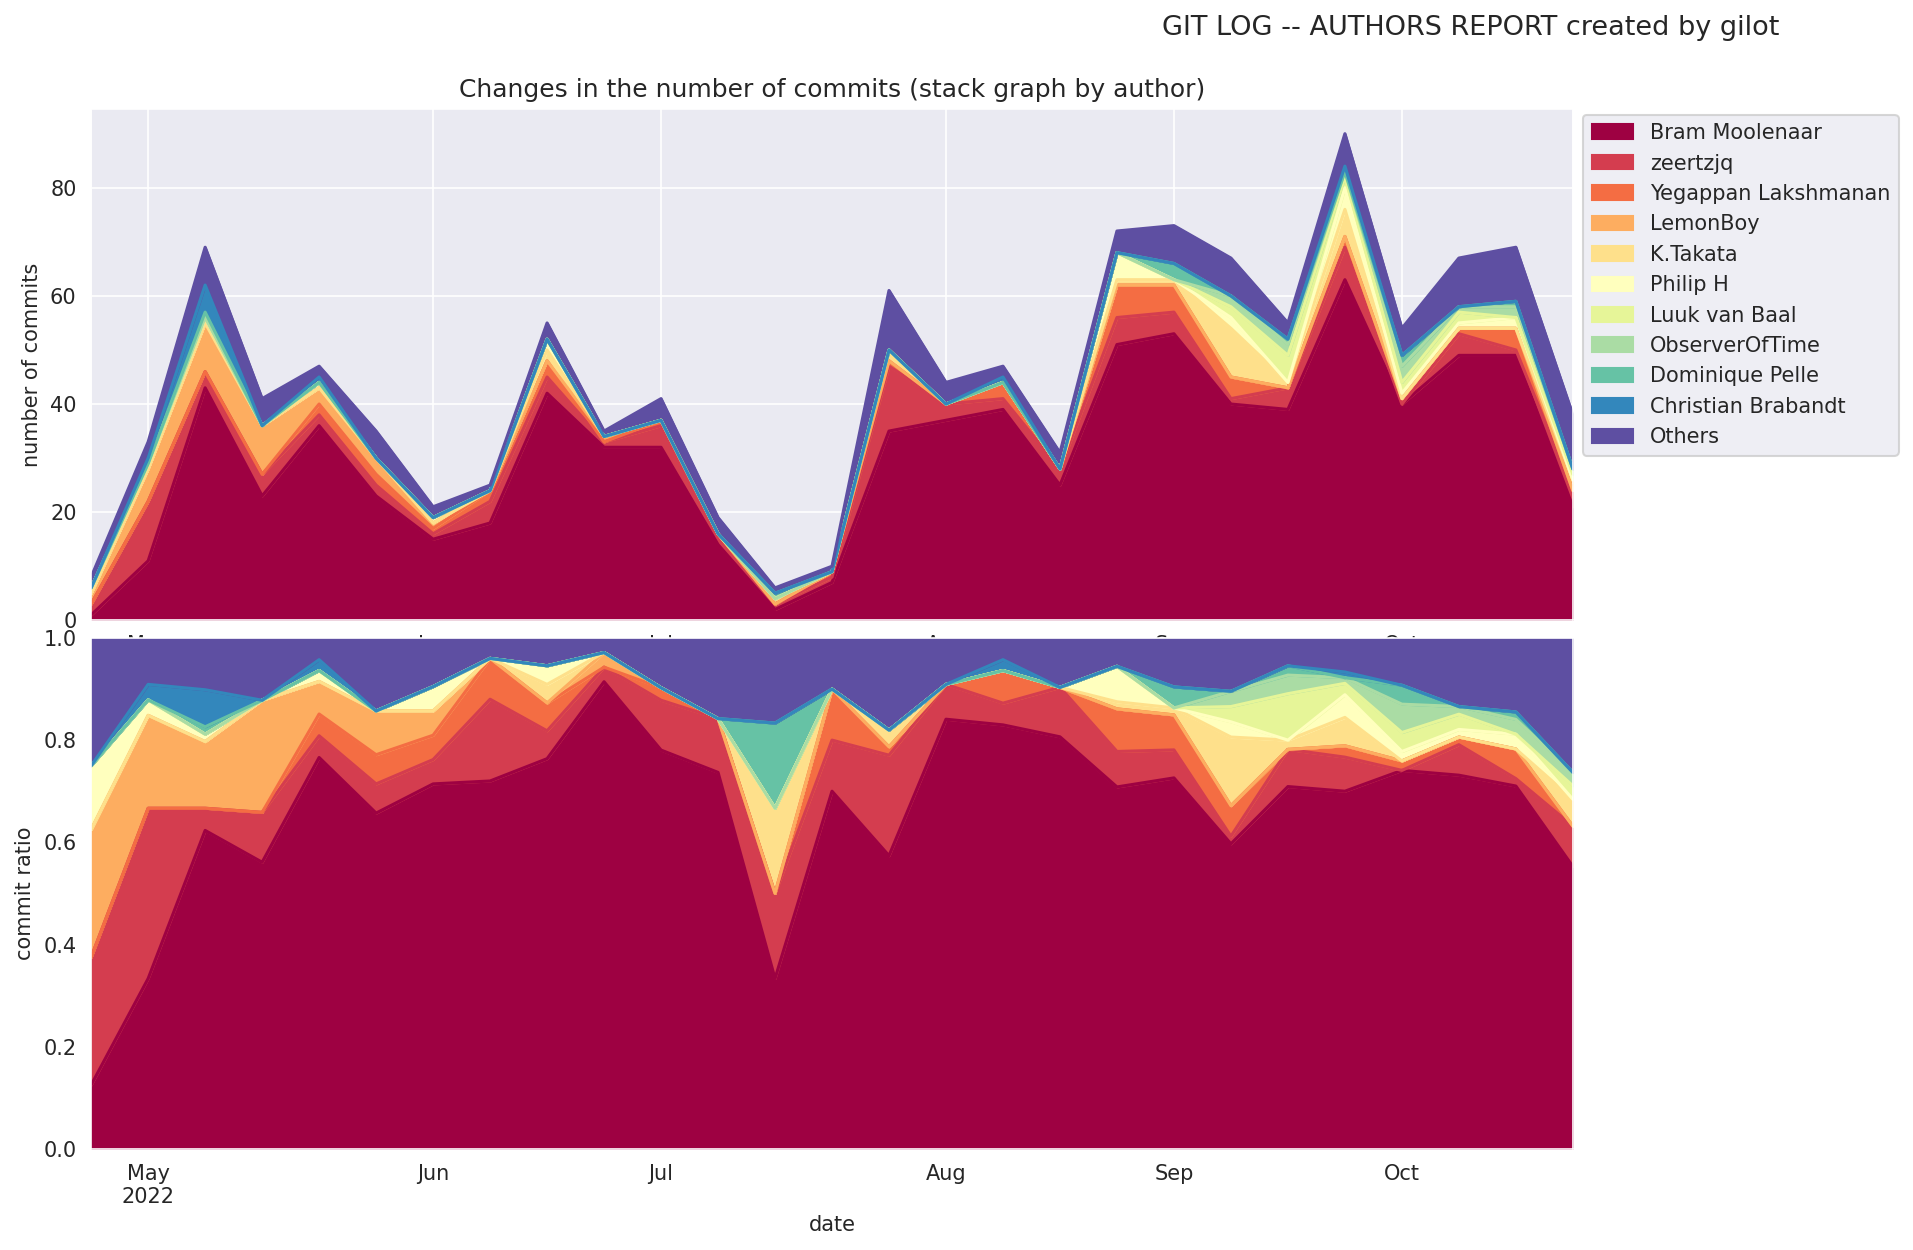 GIT LOG -- AUTHORS REPORT created by gilot
Changes in the number of commits (stack graph by author)
number of commits
80
60
40
20
0
Bram Moolenaar
zeertzjq
Yegappan Lakshmanan
LemonBoy
K.Takata
Philip H
Luuk van Baal
ObserverOfTime
Dominique Pelle
Christian Brabandt
Others
commit ratio
1.0
0.8
0.6
0.4
0.2
0.0
May Jun Jul Aug Sep Oct
2022
date